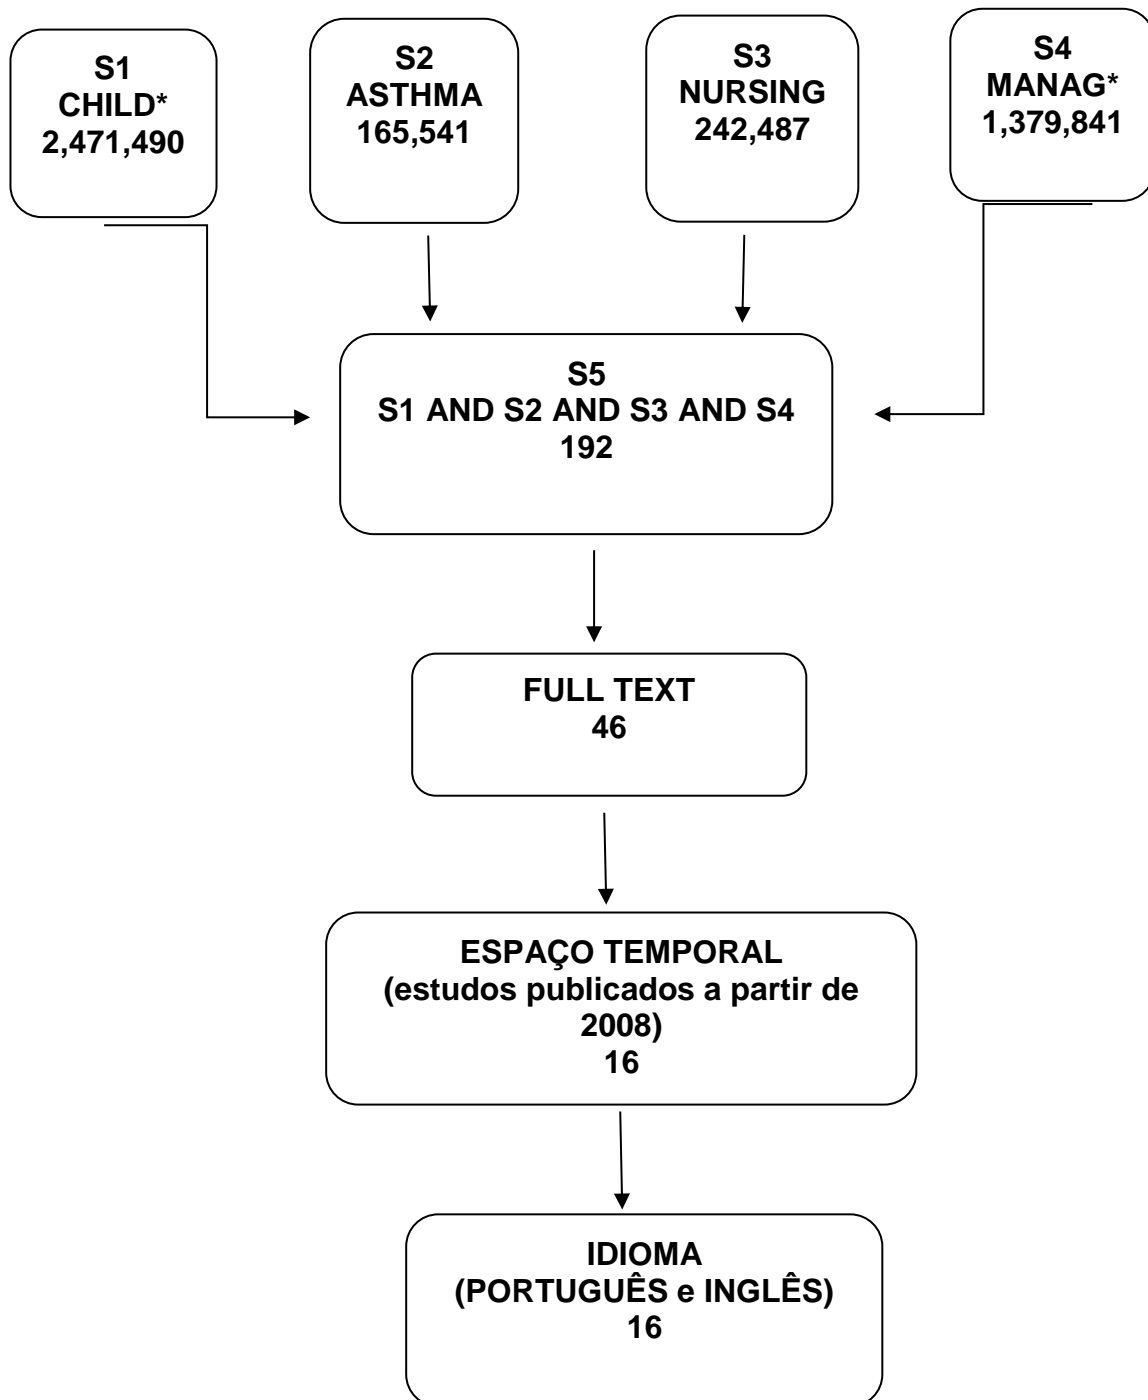 S1
CHILD*
2,471,490
S2
ASTHMA
165,541
S3
NURSING
242,487
S4
MANAG*
1,379,841
S5
S1 AND S2 AND S3 AND S4
192
FULL TEXT
46
ESPAÇO TEMPORAL
(estudos publicados a partir de
2008)
16
IDIOMA
(PORTUGUÊS e INGLÊS)
16